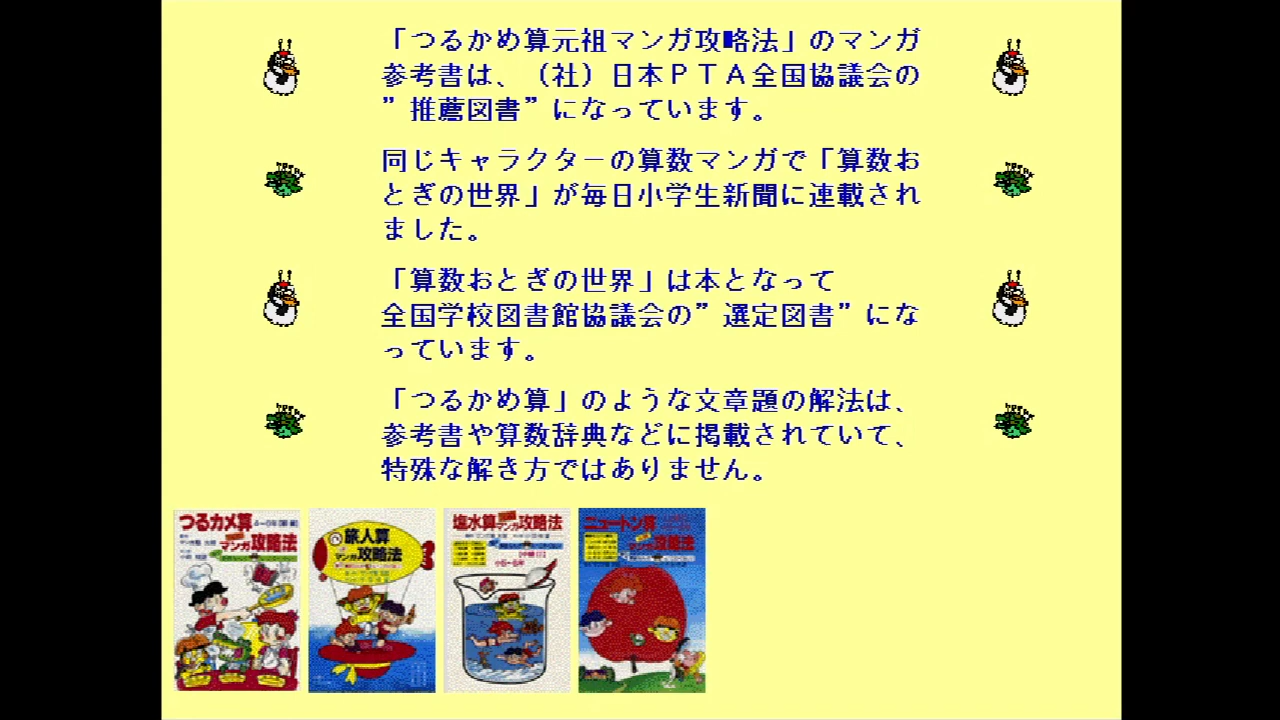 「つるかめ算元祖マンガ攻略法」のマンガ
参考書は、（社）日本ＰＴＡ全国協議会の
”推薦図書”になっています。
同じキャラクターの算数マンガで「算数お
とぎの世界」が毎日小学生新聞に連載され
ました。
「算数おとぎの世界」は本となって
全国学校図書館協議会の”選定図書”にな
っています。
「つるかめ算」のような文章題の解法は、
参考書や算数辞典などに掲載されていて、
特殊な解き方ではありません。
つるカメ算
マンガ攻略法
旅人算
マンガ攻略法
塩水算
マンガ攻略法
ニュートン算
マンガ攻略法